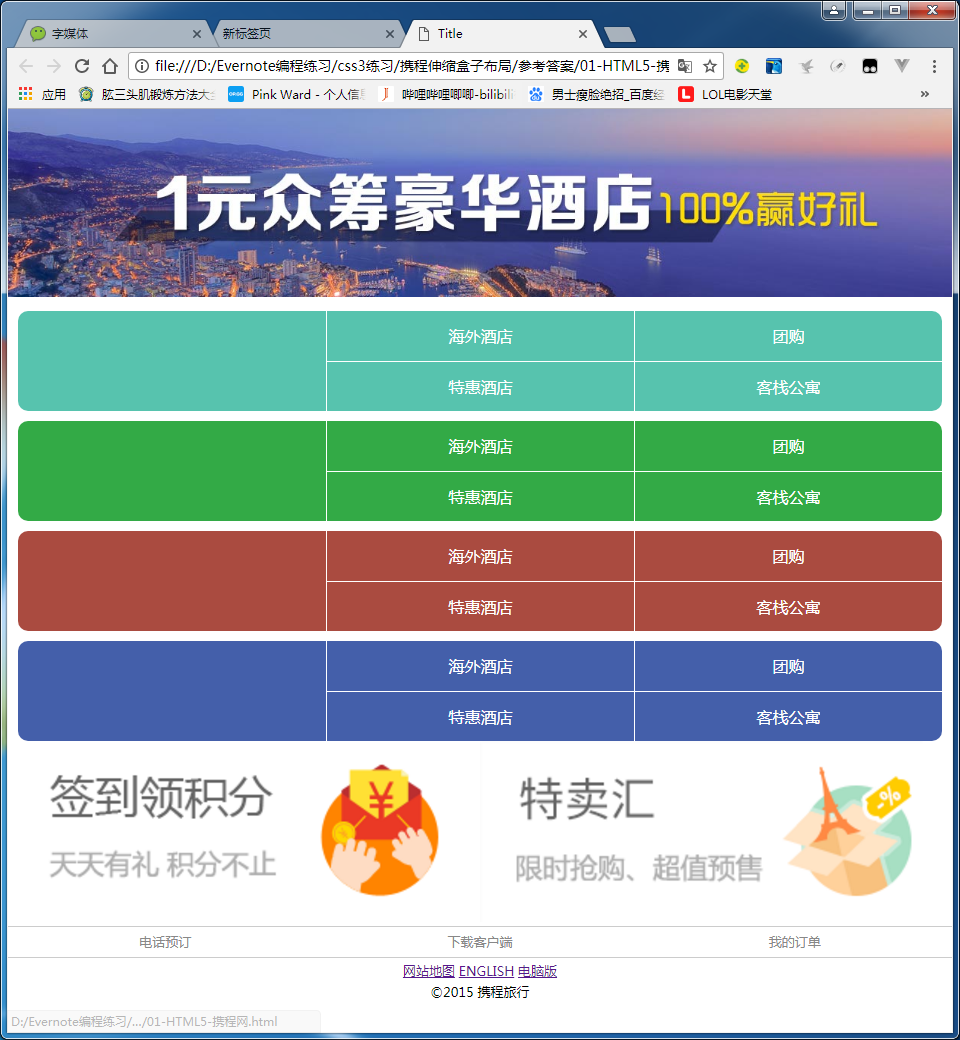 字媒体
新标签页
Title
file:///D:/Evernote编程练习/css3练习/携程伸缩盒子布局/参考答案/01-HTML5-携
应用
肱三头肌锻炼方法大
Pink Ward - 个人信
哔哩哔哩唧唧-bilibili
男士瘦脸绝招_百度经
LOL电影天堂
1元众筹豪华酒店 100%赢好礼
海外酒店 团购
特惠酒店 客栈公寓
海外酒店 团购
特惠酒店 客栈公寓
海外酒店 团购
特惠酒店 客栈公寓
海外酒店 团购
特惠酒店 客栈公寓
签到领积分
天天有礼 积分不止
特卖汇
限时抢购、超值预售
电话预订 下载客户端 我的订单
网站地图 ENGLISH 电脑版
©2015 携程旅行
D:/Evernote编程练习/.../01-HTML5-携程网.html